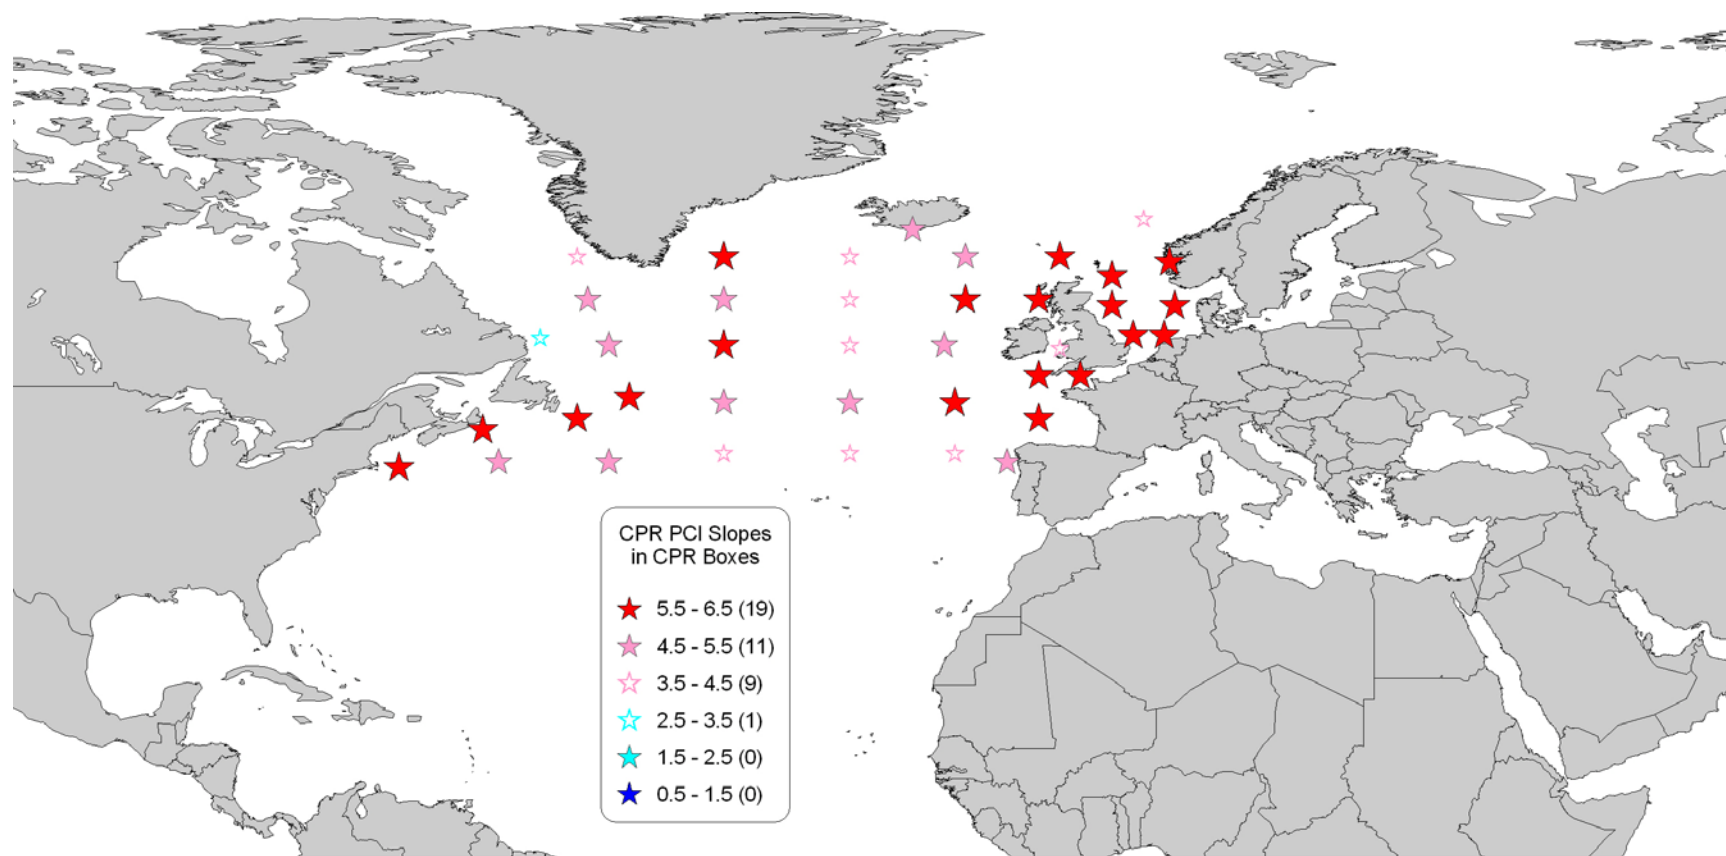 CPR PCI Slopes
in CPR Boxes
5.5 - 6.5 (19)
4.5 - 5.5 (11)
3.5 - 4.5 (9)
2.5 - 3.5 (1)
1.5 - 2.5 (0)
0.5 - 1.5 (0)